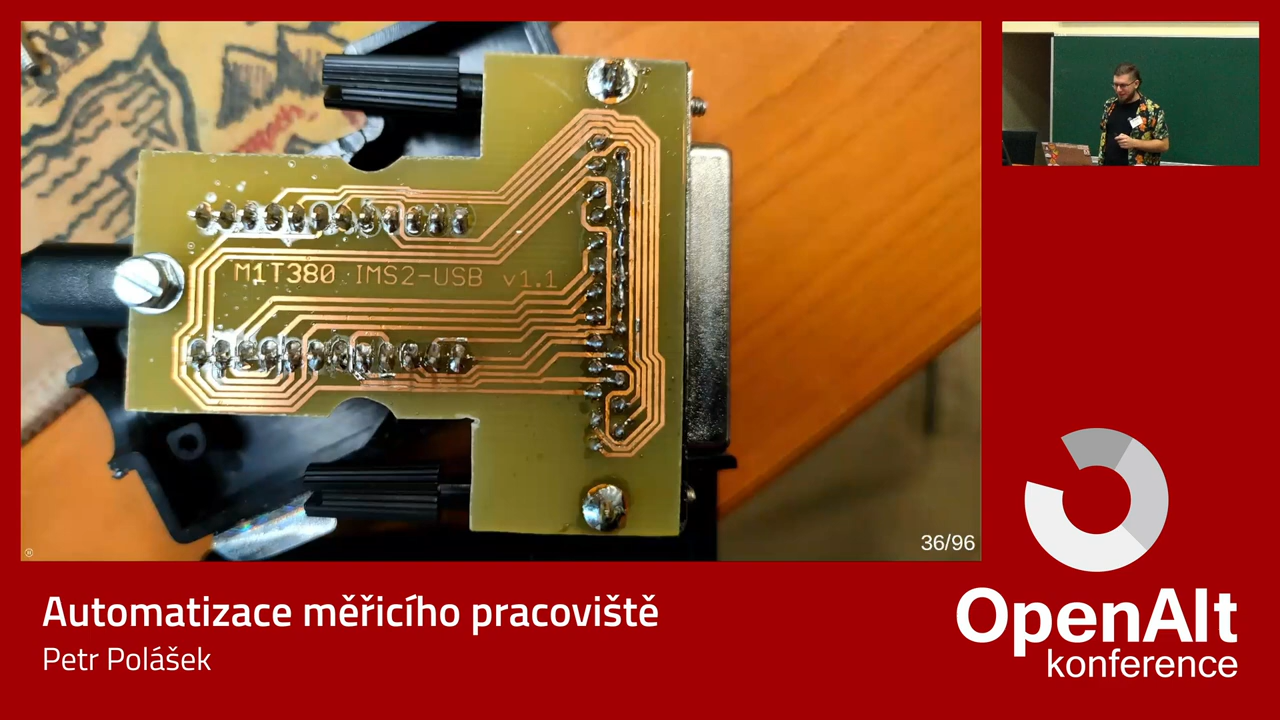 M1T380 IMS2-USB v1.1
36/96
Automatizace měřicího pracoviště
Petr Polášek
OpenAlt
konference